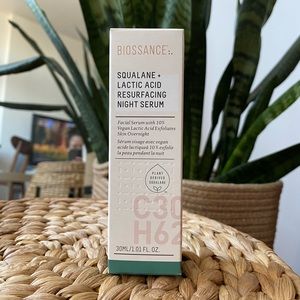 BIOSSANCE:.
SQUALANE +
LACTIC ACID
RESURFACING
NIGHT SERUM
Facial Serum with 10%
Vegan Lactic Acid Exfoliates
Skin Overnight
Sérum visage avec vegan
acide lactique à 10% exfolie
la peau pendant la nuit
PLANT
DERIVED
SQUALANE
C30
H62
30ML/1.01 FL. OZ.